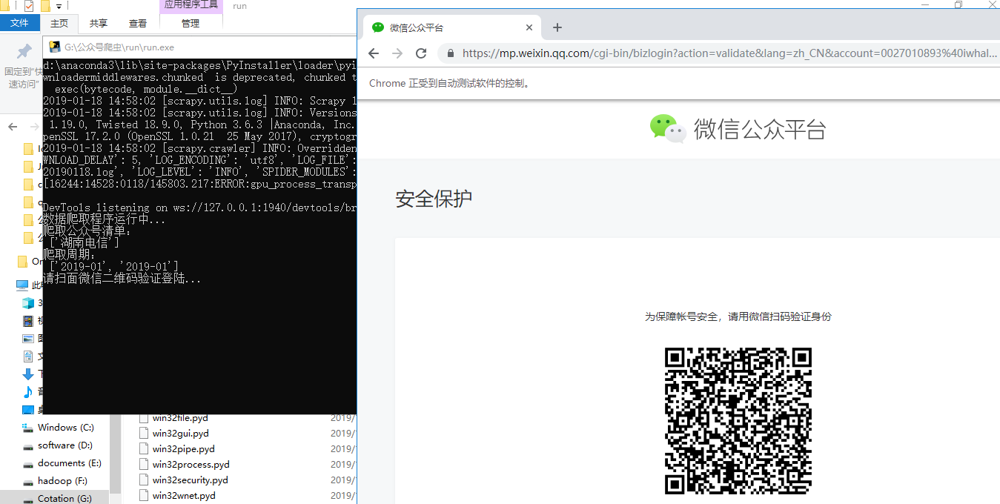 应用程序工具
run
文件
主页
共享
查看
管理
固定到"快
速访问"
G:\公众号爬虫\run\run.exe
d:\anaconda3\lib\site-packages\PyInstaller\loader\pyi
wnloadermiddlewares.chunked` is deprecated, chunked t
exec(bytecode, module.__dict__)
2019-01-18 14:58:02 [scrapy.utils.log] INFO: Scrapy 1
2019-01-18 14:58:02 [scrapy.utils.log] INFO: Versions
1.19.0, Twisted 18.9.0, Python 3.6.3 |Anaconda, Inc.
penSSL 17.2.0 (OpenSSL 1.0.2l  25 May 2017), cryptogr
2019-01-18 14:58:02 [scrapy.crawler] INFO: Overridden
WNLOAD_DELAY': 5, 'LOG_ENCODING': 'utf8', 'LOG_FILE':
20190118.log', 'LOG_LEVEL': 'INFO', 'SPIDER_MODULES':
[16244:14528:0118/145803.217:ERROR:gpu_process_transp
DevTools listening on ws://127.0.0.1:1940/devtools/br
数据爬取程序运行中...
爬取公众号清单：
['湖南电信']
爬取周期：
['2019-01', '2019-01']
请扫面微信二维码验证登陆...
Windows (C:)
software (D:)
documents (E:)
hadoop (F:)
Cotation (G:)
win32file.pyd
2019/
win32gui.pyd
2019/
win32pipe.pyd
2019/
win32process.pyd
2019/
win32security.pyd
2019/
win32wnet.pyd
2019/
微信公众平台
https://mp.weixin.qq.com/cgi-bin/bizlogin?action=validate&lang=zh_CN&account=0027010893%40iwhal...
Chrome 正受到自动测试软件的控制。
微信公众平台
安全保护
为保障帐号安全，请用微信扫码验证身份